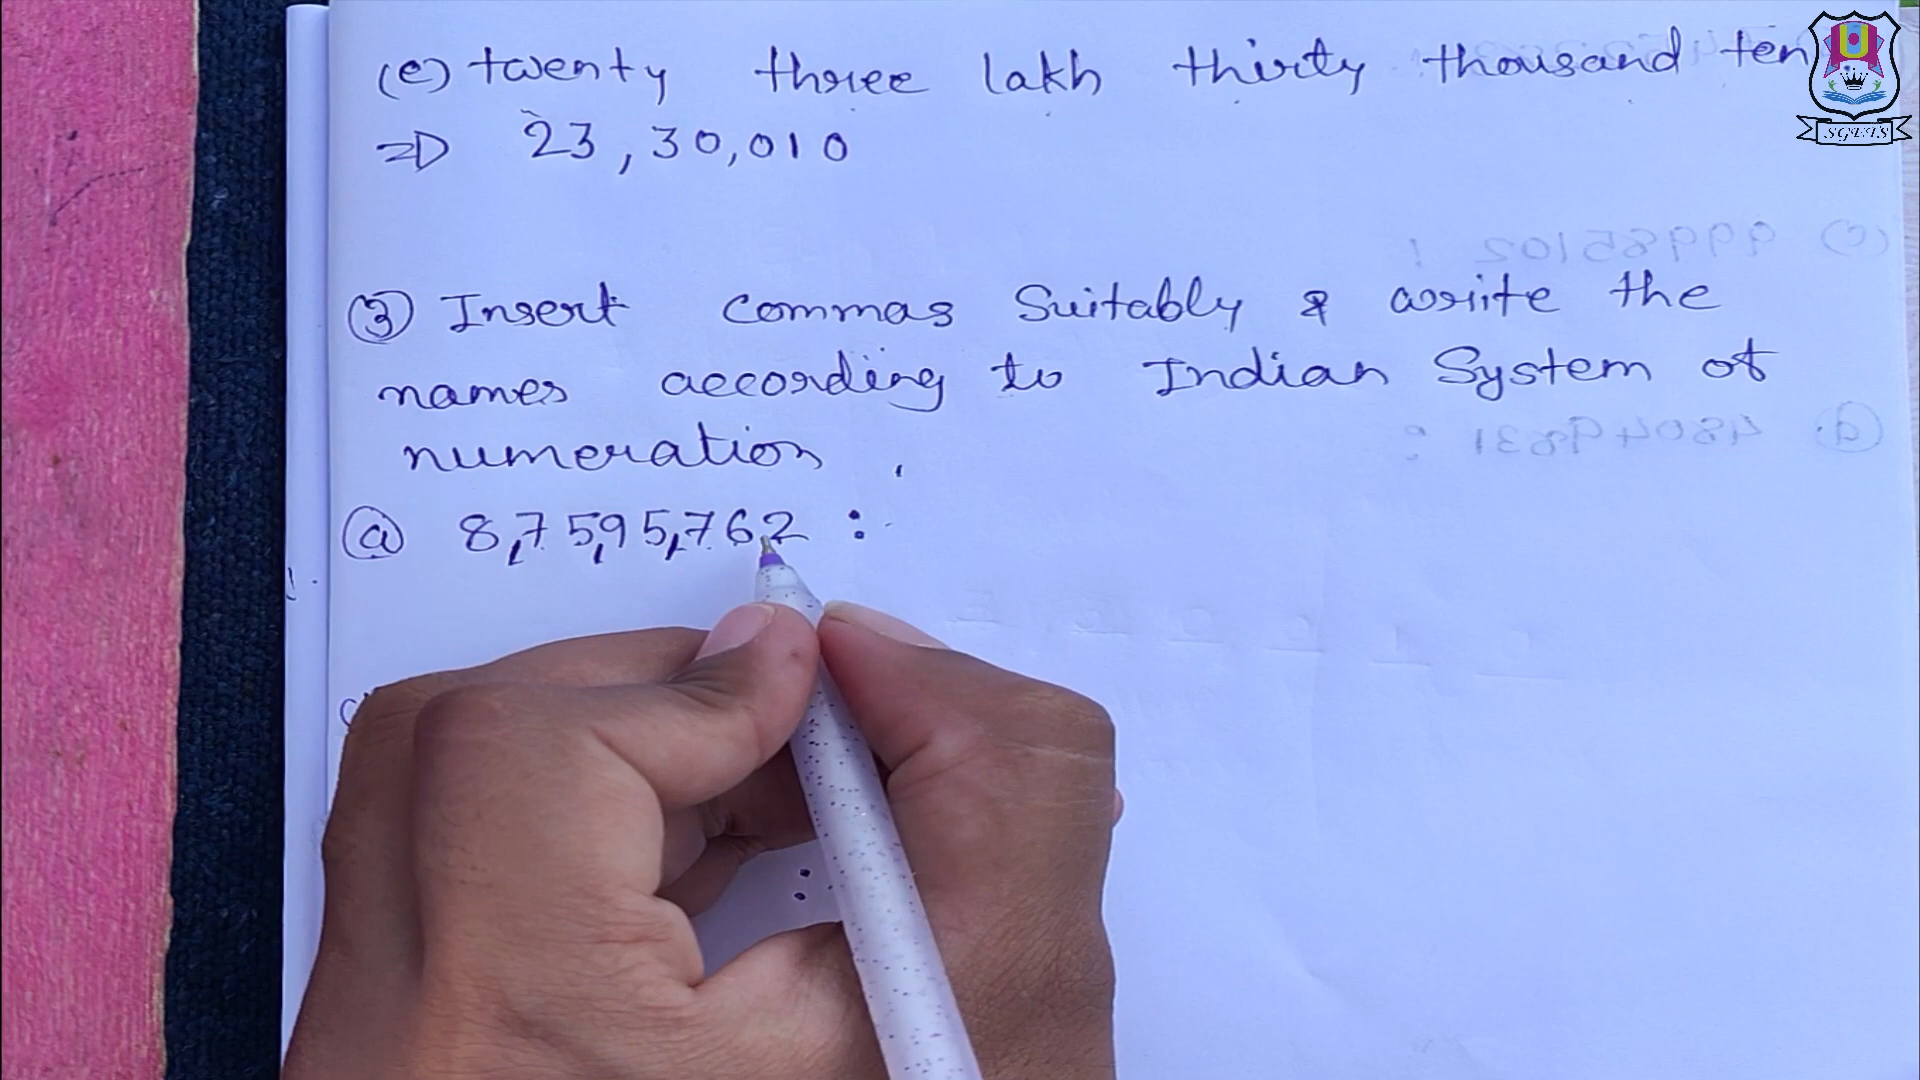 (e) twenty three lakh thirty thousand ten
⇒ 23,30,010
③ Insert commas Suitably & write the
names according to Indian System of
numeration.
ⓐ 8,75,95,762 :
SGEIS